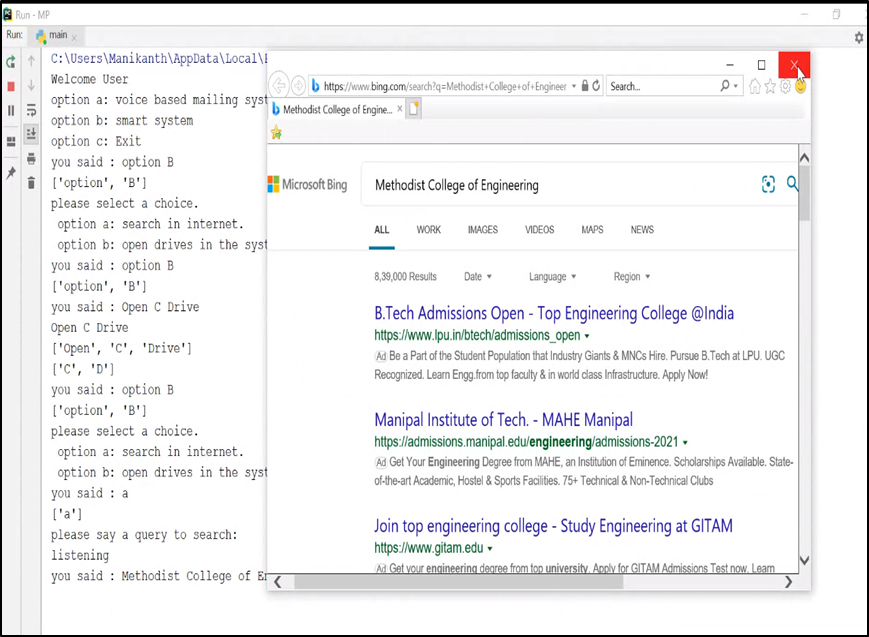 Run - MP
Run: main
C:\Users\Manikanth\AppData\Local\
Welcome User
option a: voice based mailing syst
option b: smart system
option c: Exit
you said : option B
['option', 'B']
please select a choice.
option a: search in internet.
option b: open drives in the syst
you said : option B
['option', 'B']
you said : Open C Drive
Open C Drive
['Open', 'C', 'Drive']
['C', 'D']
you said : option B
['option', 'B']
please select a choice.
option a: search in internet.
option b: open drives in the syst
you said : a
['a']
please say a query to search:
listening
you said : Methodist College of En
https://www.bing.com/search?q=Methodist+College+of+Engineer
Search...
Methodist College of Engine...
Microsoft Bing
Methodist College of Engineering
ALL WORK IMAGES VIDEOS MAPS NEWS
8,39,000 Results Date Language Region
B.Tech Admissions Open - Top Engineering College @India
https://www.lpu.in/btech/admissions_open
Ad Be a Part of the Student Population that Industry Giants & MNCs Hire. Pursue B.Tech at LPU. UGC
Recognized. Learn Engg.from top faculty & in world class Infrastructure. Apply Now!
Manipal Institute of Tech. - MAHE Manipal
https://admissions.manipal.edu/engineering/admissions-2021
Ad Get Your Engineering Degree from MAHE, an Institution of Eminence. Scholarships Available. State-
of-the-art Academic, Hostel & Sports Facilities. 75+ Technical & Non-Technical Clubs
Join top engineering college - Study Engineering at GITAM
https://www.gitam.edu
Ad Get your engineering degree from top university. Apply for GITAM Admissions Test now. Learn